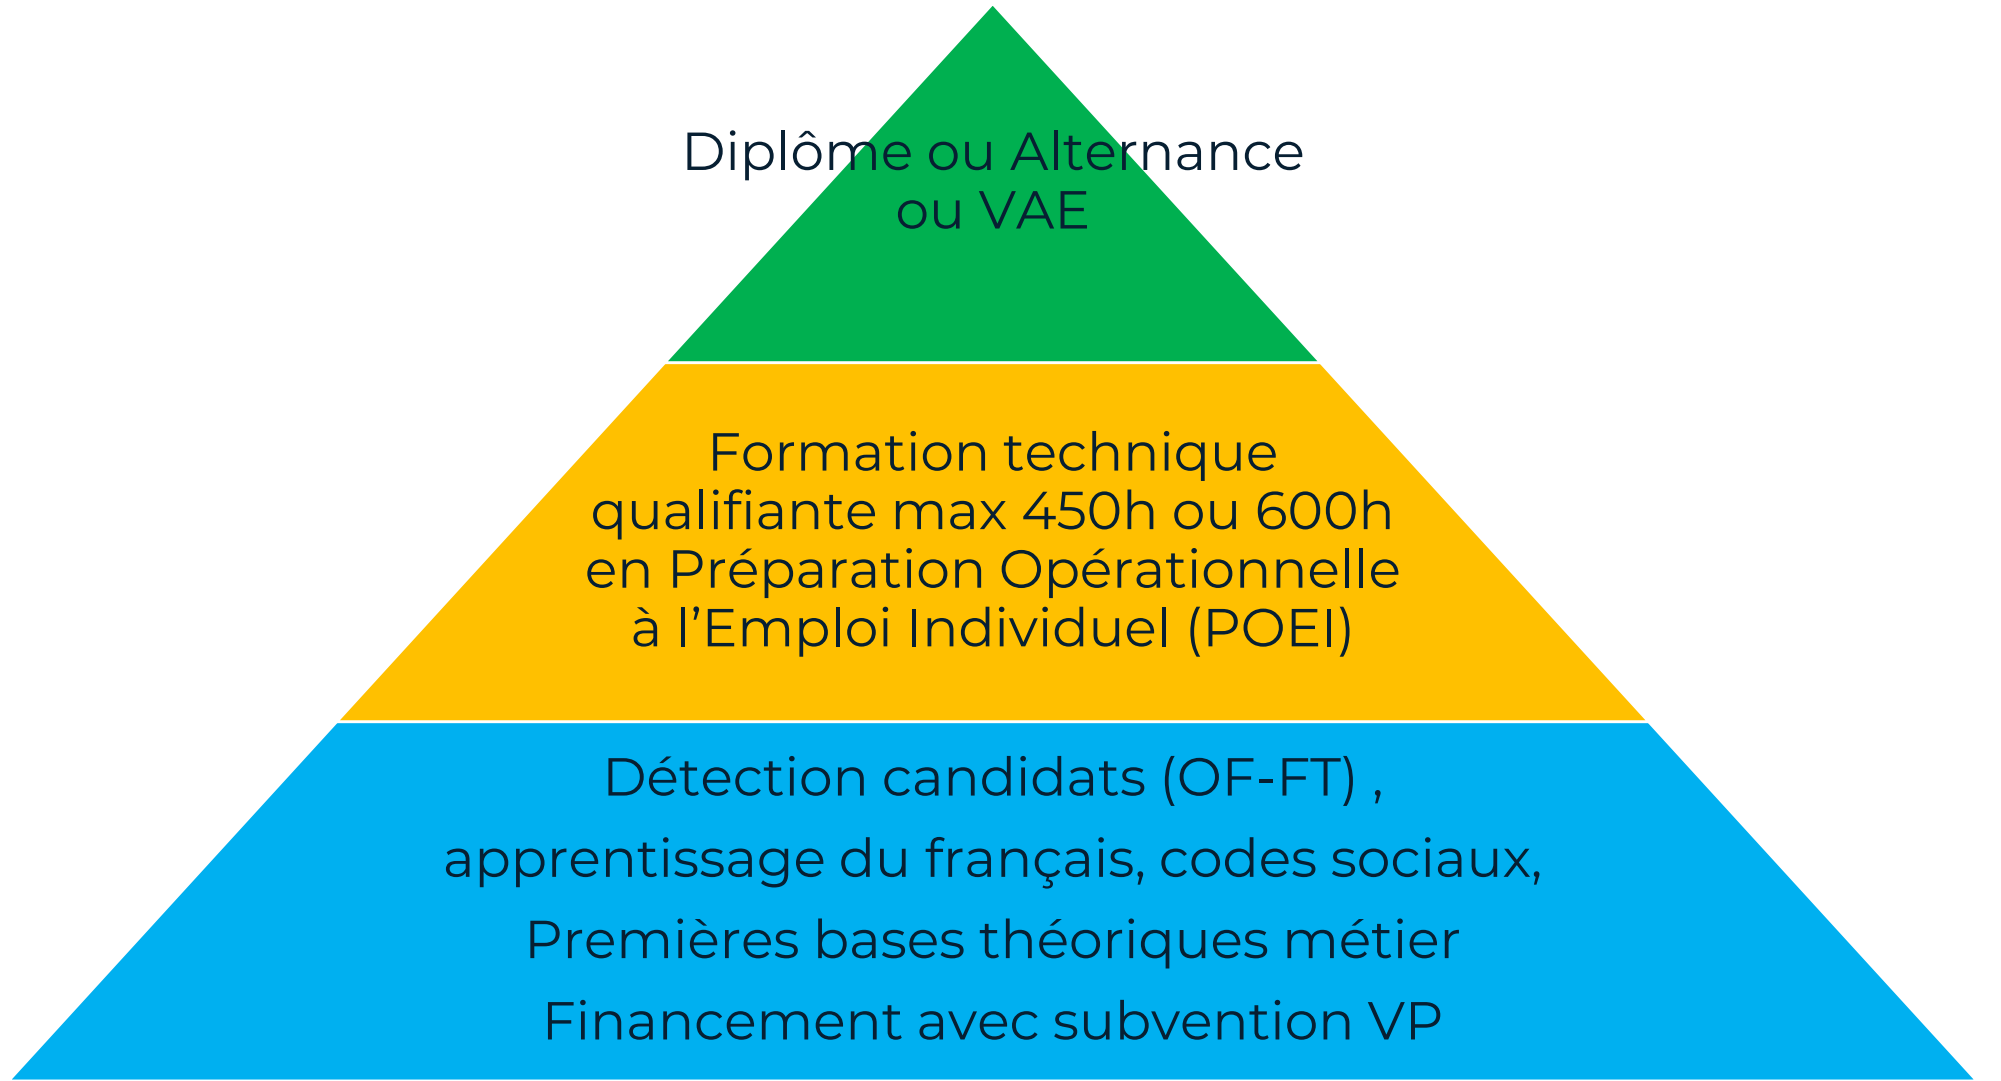 Diplôme ou Alternance
ou VAE
Formation technique
qualifiante max 450h ou 600h
en Préparation Opérationnelle
à l’Emploi Individuel (POEI)
Détection candidats (OF-FT) ,
apprentissage du français, codes sociaux,
Premières bases théoriques métier
Financement avec subvention VP